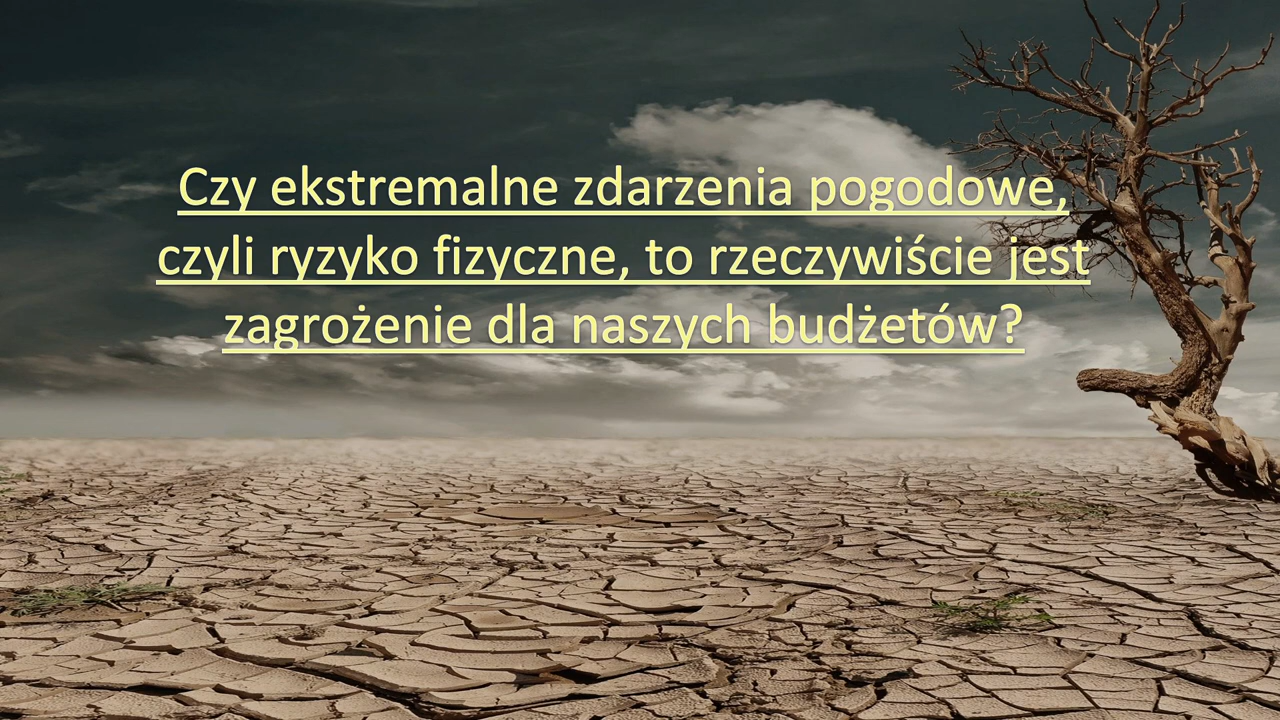 Czy ekstremalne zdarzenia pogodowe,
czyli ryzyko fizyczne, to rzeczywiście jest
zagrożenie dla naszych budżetów?